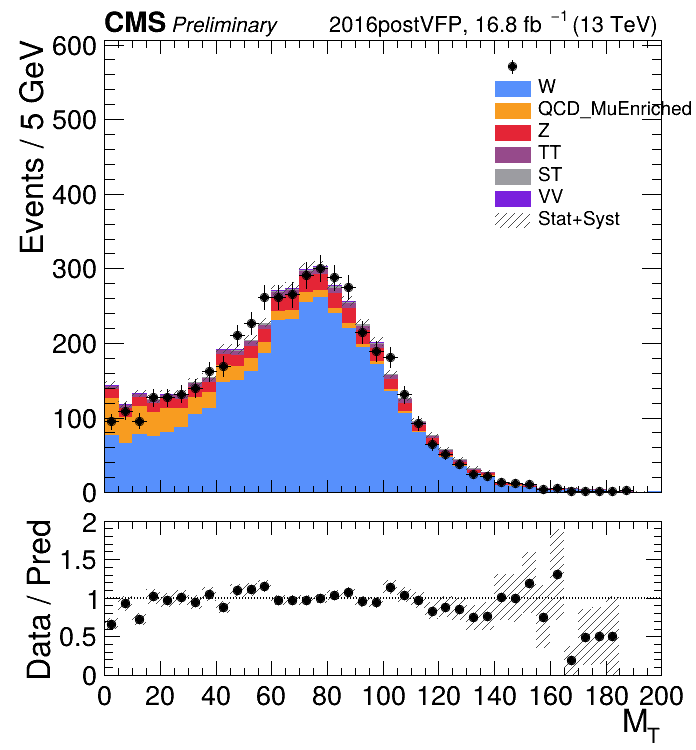 CMS Preliminary 2016postVFP, 16.8 fb ⁻¹ (13 TeV)
Events / 5 GeV
600
500
400
300
200
100
0
W
QCD_MuEnriched
Z
TT
ST
VV
Stat+Syst
Data / Pred
2
1.5
1
0.5
0
0 20 40 60 80 100 120 140 160 180 200
M_T